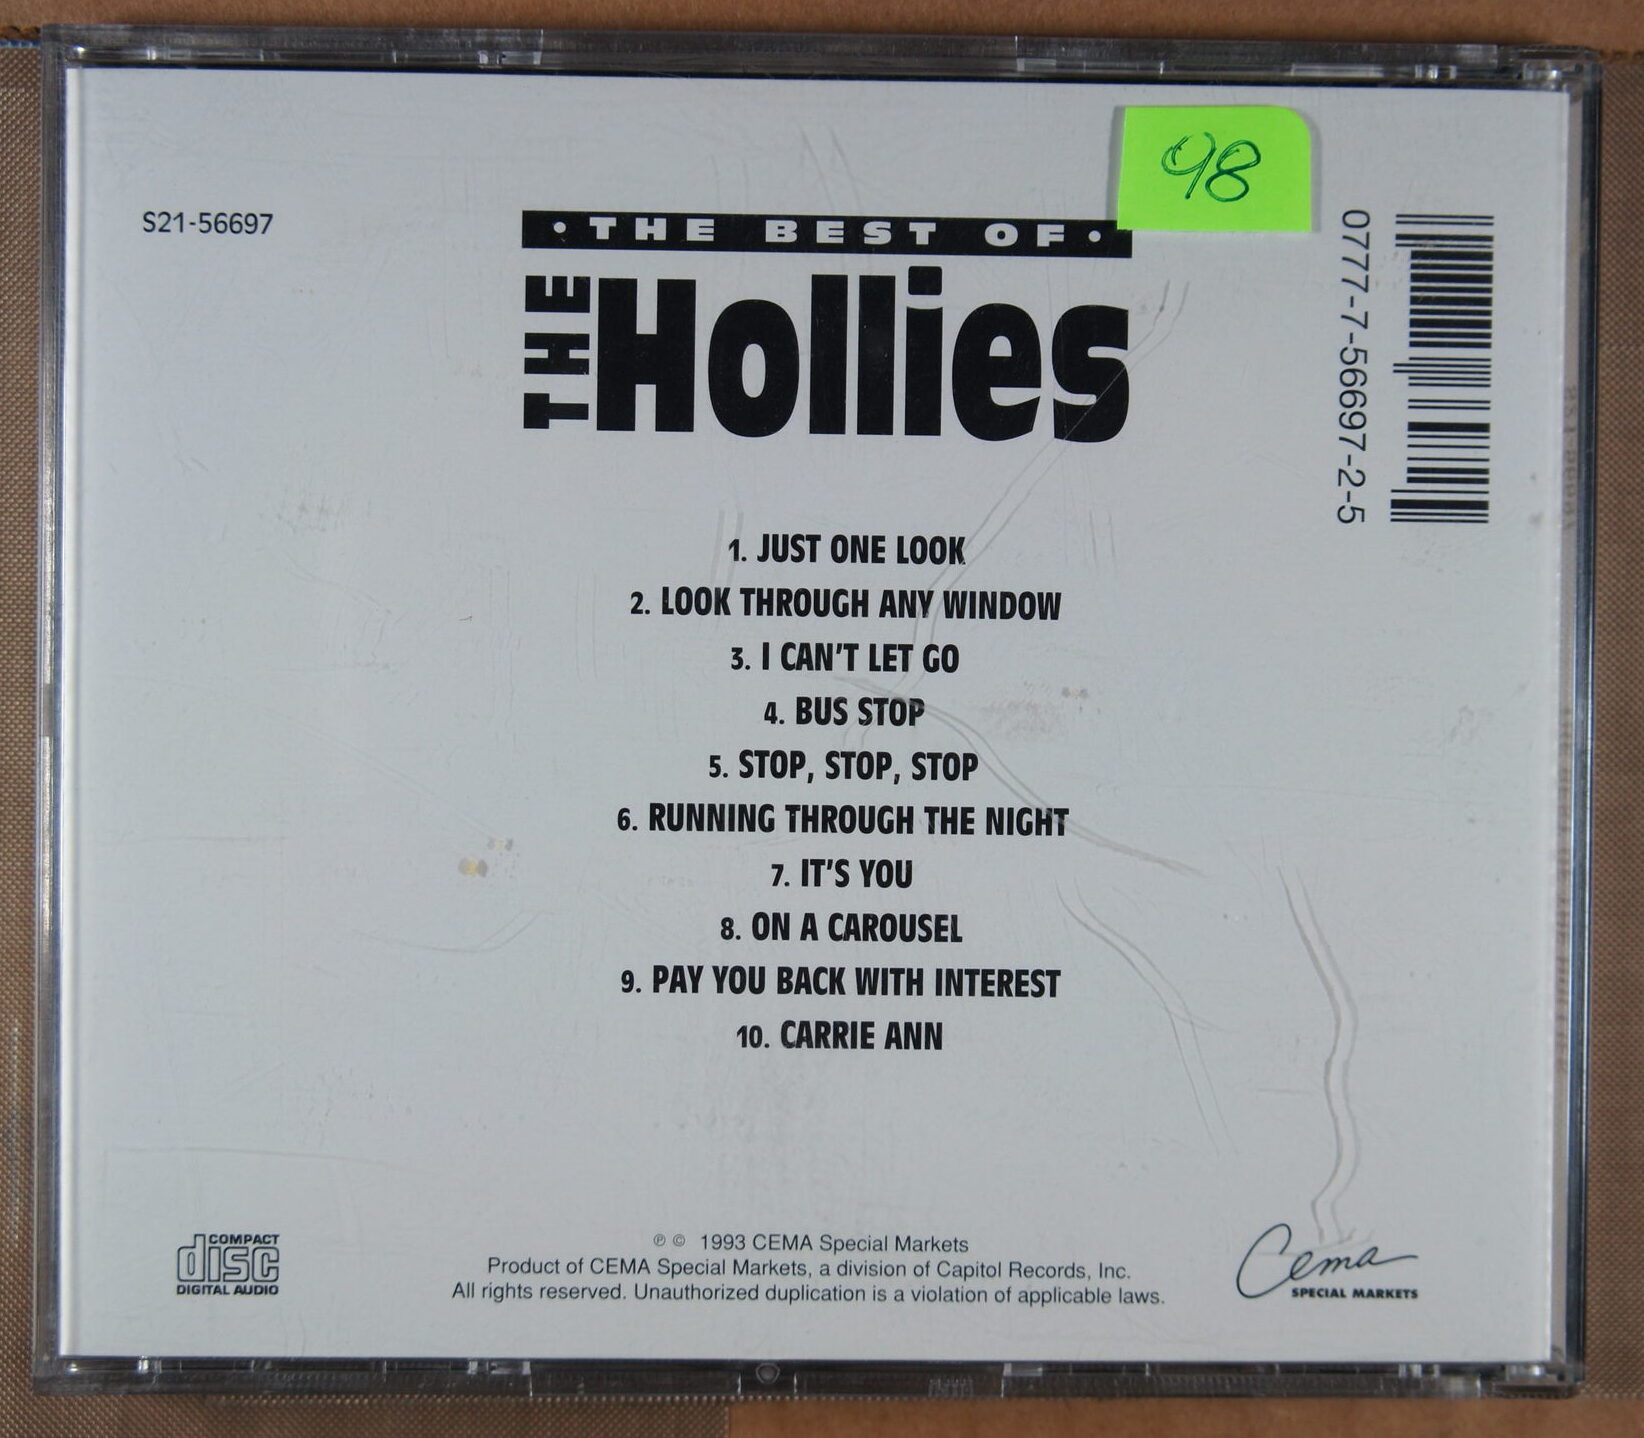 98
S21-56697
• THE BEST OF •
THE Hollies
0777-7-56697-2-5
1. JUST ONE LOOK
2. LOOK THROUGH ANY WINDOW
3. I CAN'T LET GO
4. BUS STOP
5. STOP, STOP, STOP
6. RUNNING THROUGH THE NIGHT
7. IT'S YOU
8. ON A CAROUSEL
9. PAY YOU BACK WITH INTEREST
10. CARRIE ANN
COMPACT
disc
DIGITAL AUDIO
℗ © 1993 CEMA Special Markets
Product of CEMA Special Markets, a division of Capitol Records, Inc.
All rights reserved. Unauthorized duplication is a violation of applicable laws.
Cema
SPECIAL MARKETS